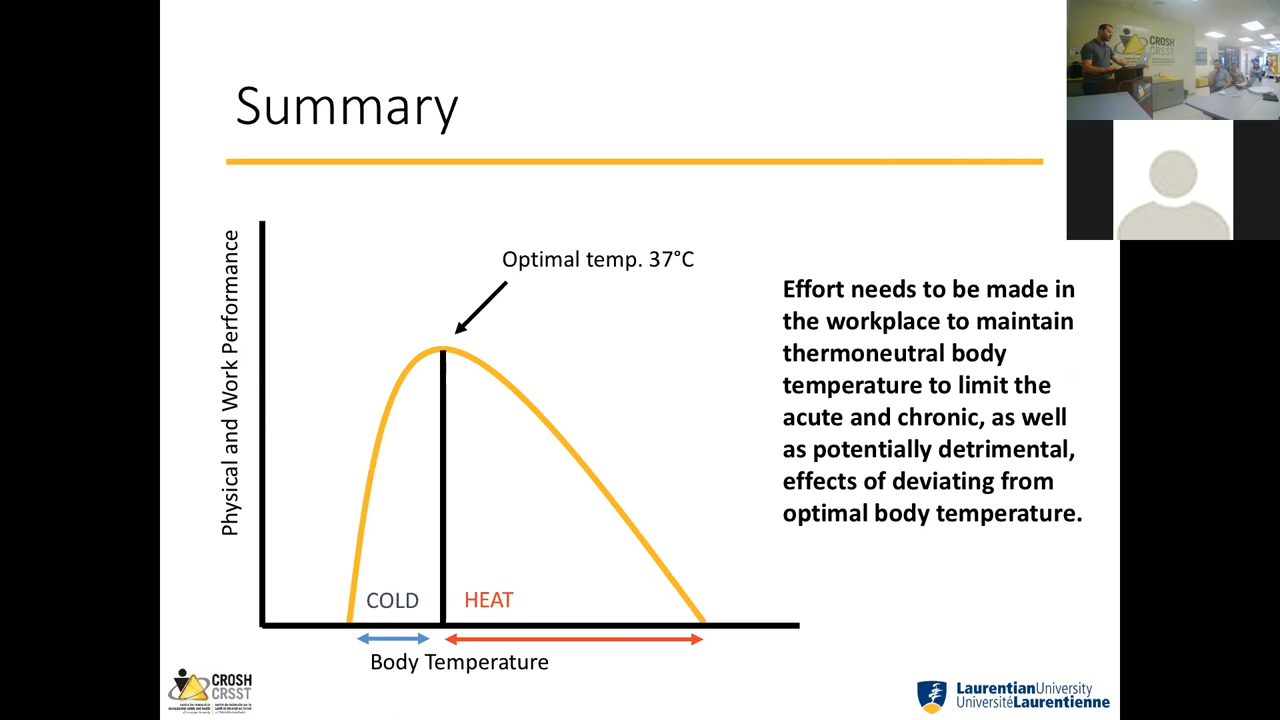 Summary
Physical and Work Performance
Optimal temp. 37°C
COLD
HEAT
Body Temperature
Effort needs to be made in
the workplace to maintain
thermoneutral body
temperature to limit the
acute and chronic, as well
as potentially detrimental,
effects of deviating from
optimal body temperature.
CROSH
CRSST
CROSH
CRSST
LaurentianUniversity
UniversitéLaurentienne